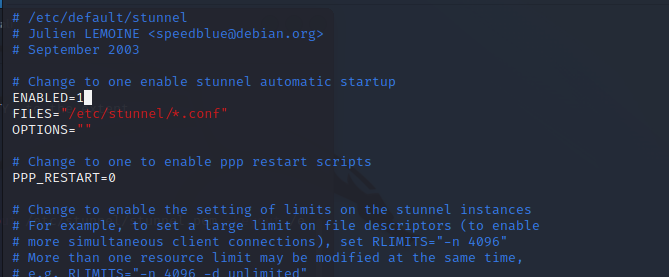 # /etc/default/stunnel
# Julien LEMOINE <speedblue@debian.org>
# September 2003
# Change to one enable stunnel automatic startup
ENABLED=1
FILES="/etc/stunnel/*.conf"
OPTIONS=""
# Change to one to enable ppp restart scripts
PPP_RESTART=0
# Change to enable the setting of limits on the stunnel instances
# For example, to set a large limit on file descriptors (to enable
# more simultaneous client connections), set RLIMITS="-n 4096"
# More than one resource limit may be modified at the same time,
# e.g. RLIMITS="-n 4096 -d unlimited"